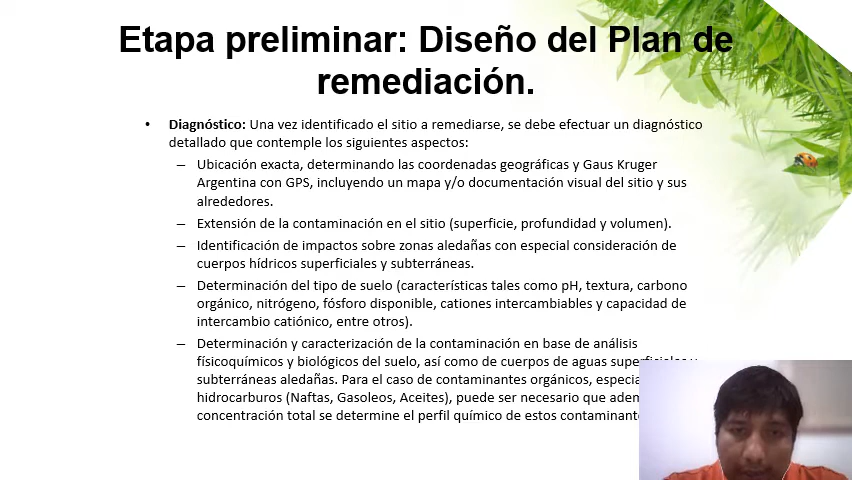 Etapa preliminar: Diseño del Plan de
remediación.
• Diagnóstico: Una vez identificado el sitio a remediarse, se debe efectuar un diagnóstico
detallado que contemple los siguientes aspectos:
– Ubicación exacta, determinando las coordenadas geográficas y Gaus Kruger
Argentina con GPS, incluyendo un mapa y/o documentación visual del sitio y sus
alrededores.
– Extensión de la contaminación en el sitio (superficie, profundidad y volumen).
– Identificación de impactos sobre zonas aledañas con especial consideración de
cuerpos hídricos superficiales y subterráneas.
– Determinación del tipo de suelo (características tales como pH, textura, carbono
orgánico, nitrógeno, fósforo disponible, cationes intercambiables y capacidad de
intercambio catiónico, entre otros).
– Determinación y caracterización de la contaminación en base de análisis
físicoquímicos y biológicos del suelo, así como de cuerpos de aguas superficiales y
subterráneas aledañas. Para el caso de contaminantes orgánicos,
hidrocarburos (Naftas, Gasoleos, Aceites), puede ser necesario que
concentración total se determine el perfil químico de estos